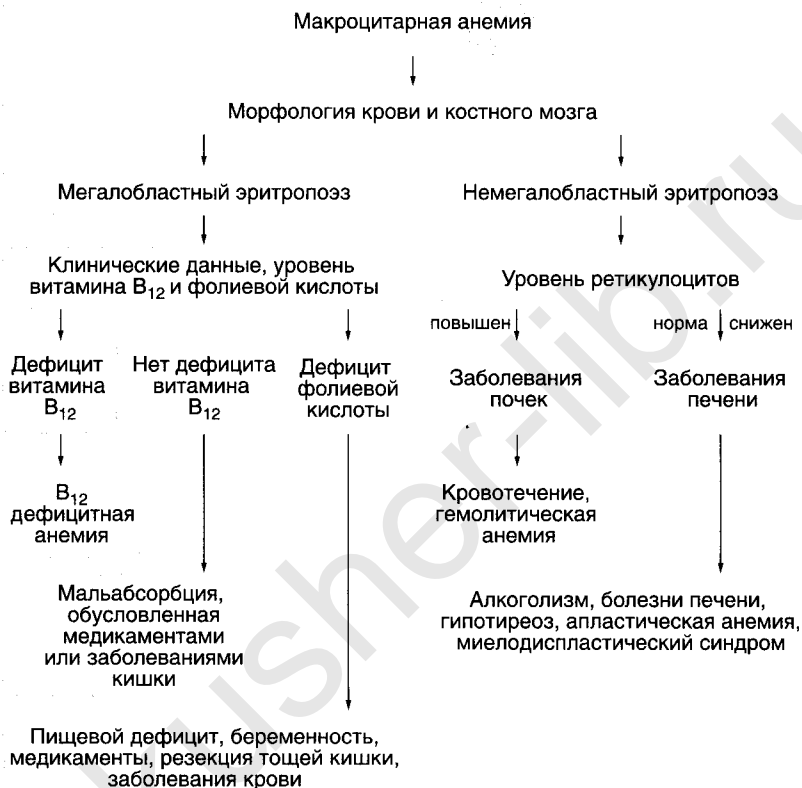 Макроцитарная анемия
Морфология крови и костного мозга
Мегалобластный эритропоэз
Немегалобластный эритропоэз
Клинические данные, уровень
витамина B12 и фолиевой кислоты
Уровень ретикулоцитов
повышен
норма
снижен
Дефицит
витамина
B12
Нет дефицита
витамина
B12
Дефицит
фолиевой
кислоты
Заболевания
почек
Заболевания
печени
B12
дефицитная
анемия
Кровотечение,
гемолитическая
анемия
Мальабсорбция,
обусловленная
медикаментами
или заболеваниями
кишки
Алкоголизм, болезни печени,
гипотиреоз, апластическая анемия,
миелодиспластический синдром
Пищевой дефицит, беременность,
медикаменты, резекция тощей кишки,
заболевания крови
kusher-lib.ru